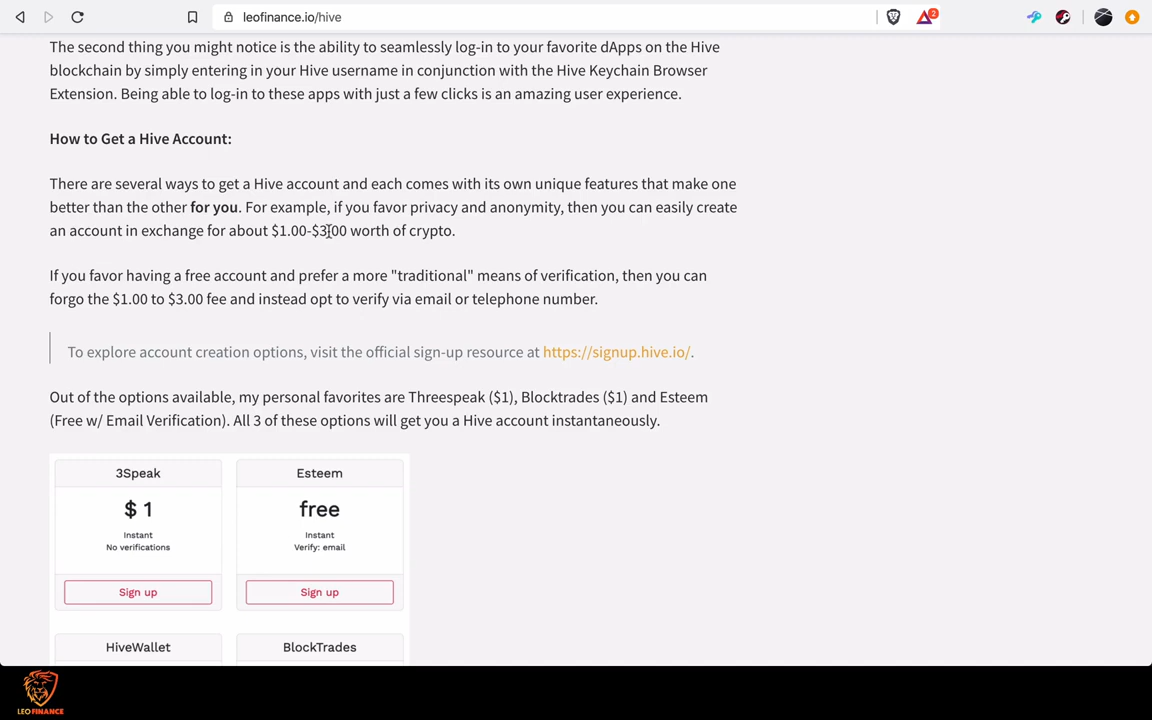 leofinance.io/hive
2
The second thing you might notice is the ability to seamlessly log-in to your favorite dApps on the Hive
blockchain by simply entering in your Hive username in conjunction with the Hive Keychain Browser
Extension. Being able to log-in to these apps with just a few clicks is an amazing user experience.
How to Get a Hive Account:
There are several ways to get a Hive account and each comes with its own unique features that make one
better than the other for you. For example, if you favor privacy and anonymity, then you can easily create
an account in exchange for about $1.00-$3.00 worth of crypto.
If you favor having a free account and prefer a more "traditional" means of verification, then you can
forgo the $1.00 to $3.00 fee and instead opt to verify via email or telephone number.
To explore account creation options, visit the official sign-up resource at https://signup.hive.io/.
Out of the options available, my personal favorites are Threespeak ($1), Blocktrades ($1) and Esteem
(Free w/ Email Verification). All 3 of these options will get you a Hive account instantaneously.
3Speak
$ 1
Instant
No verifications
Sign up
Esteem
free
Instant
Verify: email
Sign up
HiveWallet
BlockTrades
LEOFINANCE